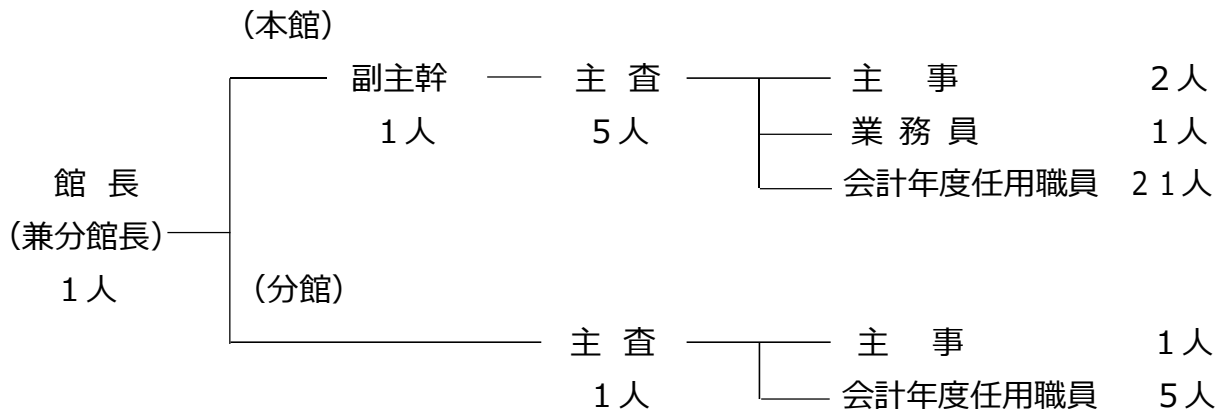 （本館）
副主幹 主 査 主 事 ２人
１人 ５人 業 務 員 １人
館 長 会計年度任用職員 ２１人
（兼分館長）
１人 （分館）
主 査 主 事 １人
１人 会計年度任用職員 ５人